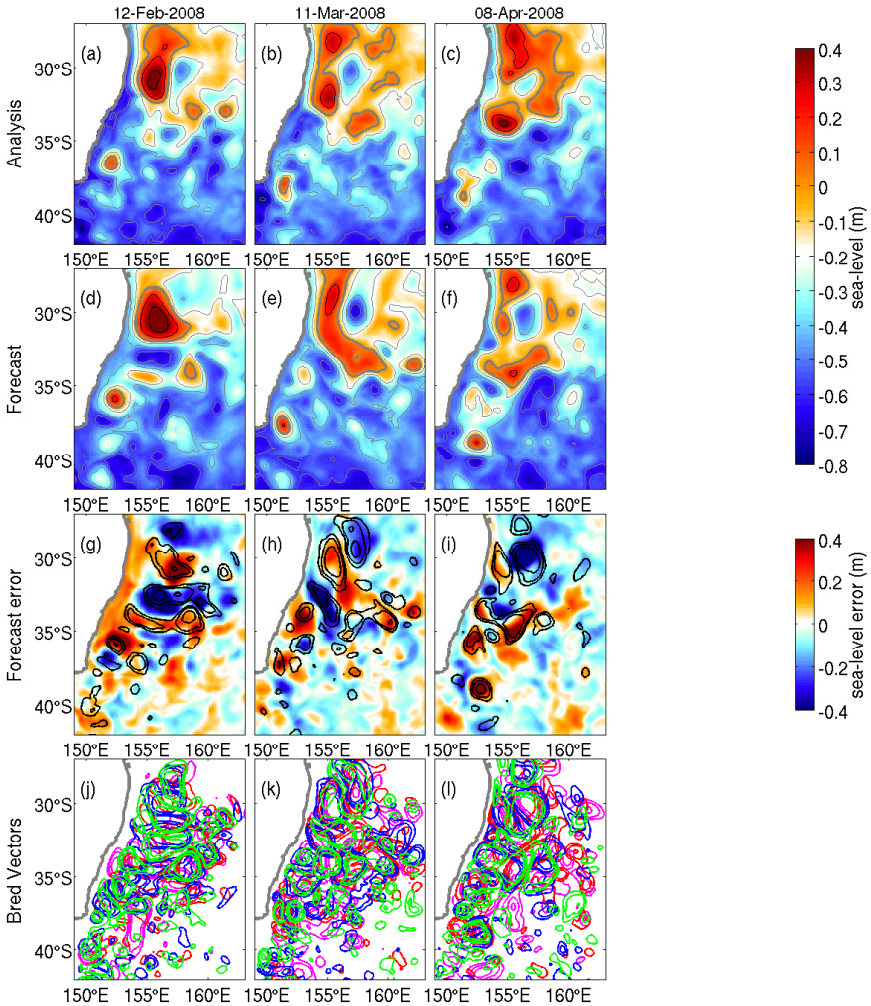 12-Feb-2008 11-Mar-2008 08-Apr-2008
(a) (b) (c)
30°S
35°S
40°S
Analysis
150°E 155°E 160°E 150°E 155°E 160°E 150°E 155°E 160°E
(d) (e) (f)
30°S
35°S
40°S
Forecast
150°E 155°E 160°E 150°E 155°E 160°E 150°E 155°E 160°E
(g) (h) (i)
30°S
35°S
40°S
Forecast error
150°E 155°E 160°E 150°E 155°E 160°E 150°E 155°E 160°E
(j) (k) (l)
30°S
35°S
40°S
Bred Vectors
150°E 155°E 160°E 150°E 155°E 160°E 150°E 155°E 160°E
0.4
0.3
0.2
0.1
0
-0.1
-0.2
-0.3
-0.4
-0.5
-0.6
-0.7
-0.8
sea-level (m)
0.4
0.2
0
-0.2
-0.4
sea-level error (m)